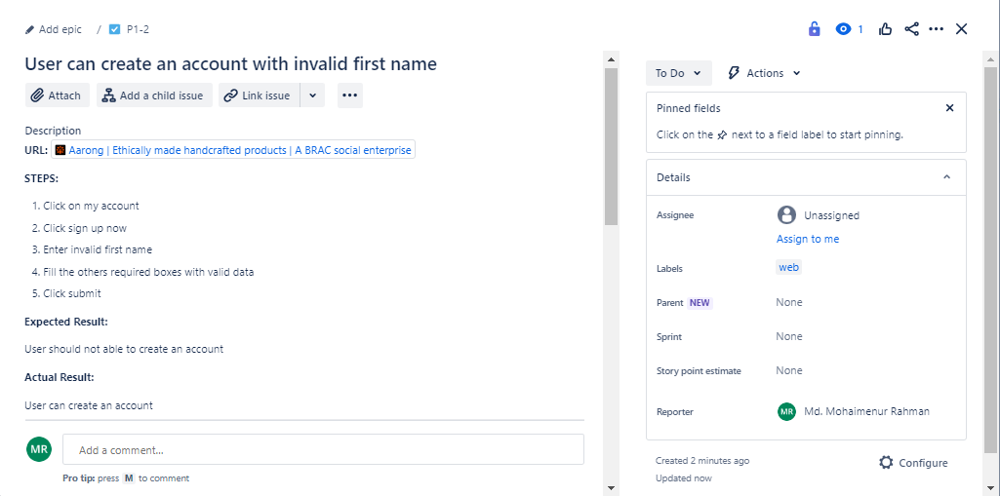 Add epic / P1-2
1
User can create an account with invalid first name
Attach Add a child issue Link issue
Description
URL: Aarong | Ethically made handcrafted products | A BRAC social enterprise
STEPS:
1. Click on my account
2. Click sign up now
3. Enter invalid first name
4. Fill the others required boxes with valid data
5. Click submit
Expected Result:
User should not able to create an account
Actual Result:
User can create an account
MR Add a comment...
Pro tip: press M to comment
To Do Actions
Pinned fields
Click on the next to a field label to start pinning.
Details
Assignee Unassigned
Assign to me
Labels web
Parent NEW None
Sprint None
Story point estimate None
Reporter MR Md. Mohaimenur Rahman
Created 2 minutes ago
Updated now
Configure